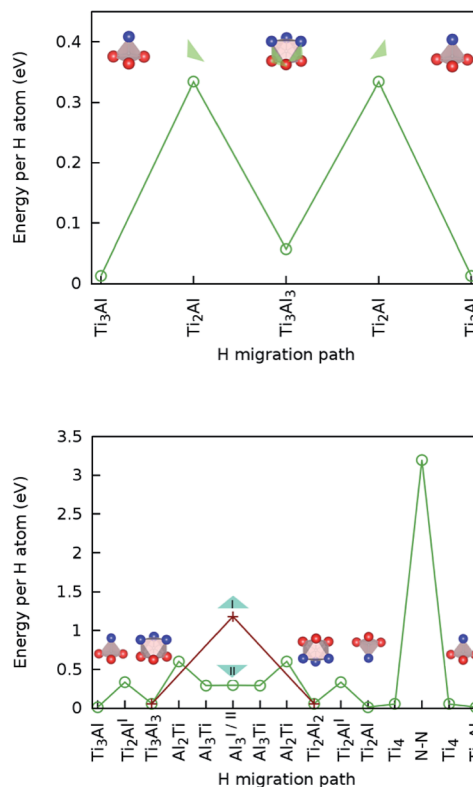 Energy per H atom (eV)
0.4
0.3
0.2
0.1
0
Ti₃Al
Ti₂Al
Ti₃Al₃
Ti₂Al
H migration path
Energy per H atom (eV)
3.5
3
2.5
2
1.5
1
0.5
0
I
II
Ti₃Al
Ti₂Alᴵ
Ti₃Al₃
Al₂Ti
Al₃Ti
Al₃ I / II
Al₃Ti
Al₂Ti
Ti₂Al₂
Ti₂Alᴵ
Ti₂Al
Ti₄
N-N
Ti₄
H migration path